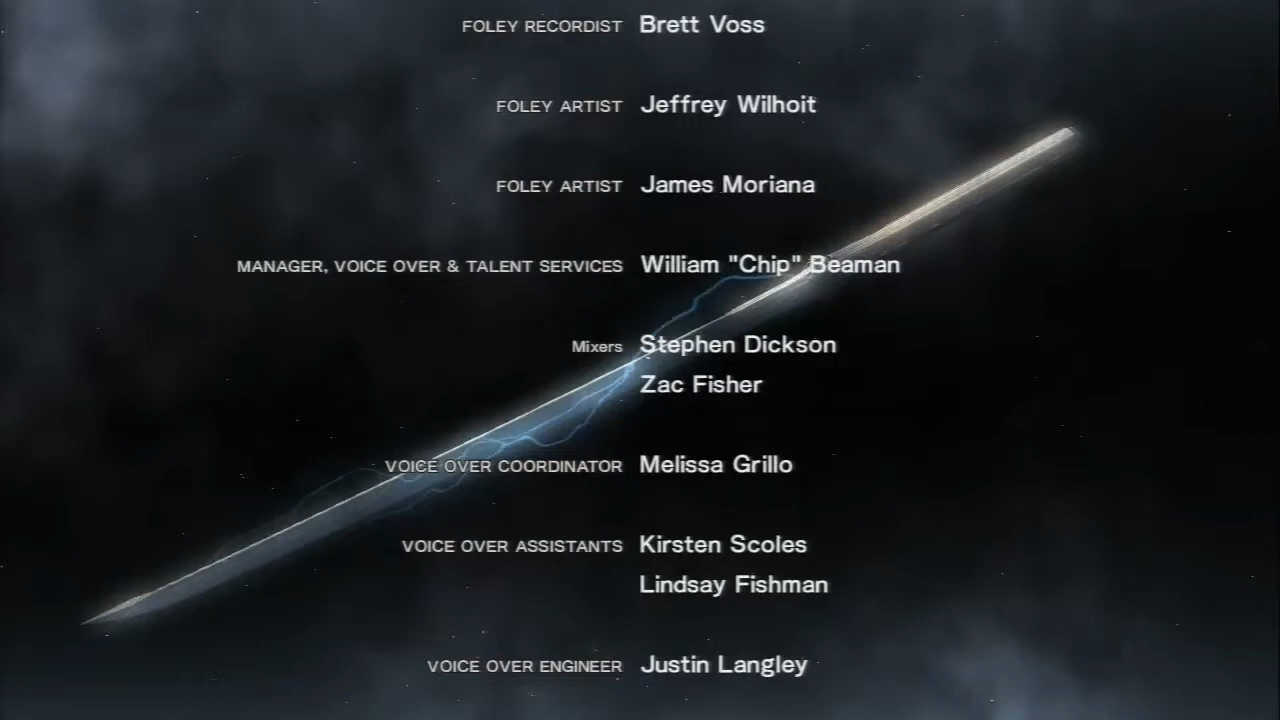 FOLEY RECORDIST Brett Voss
FOLEY ARTIST Jeffrey Wilhoit
FOLEY ARTIST James Moriana
MANAGER, VOICE OVER & TALENT SERVICES William "Chip" Beaman
Mixers Stephen Dickson
Zac Fisher
VOICE OVER COORDINATOR Melissa Grillo
VOICE OVER ASSISTANTS Kirsten Scoles
Lindsay Fishman
VOICE OVER ENGINEER Justin Langley